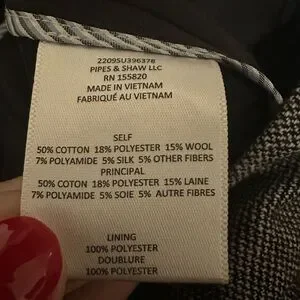 2209SU396378
PIPES & SHAW LLC
RN 155820
MADE IN VIETNAM
FABRIQUÉ AU VIETNAM
SELF
50% COTTON 18% POLYESTER 15% WOOL
7% POLYAMIDE 5% SILK 5% OTHER FIBERS
PRINCIPAL
50% COTON 18% POLYESTER 15% LAINE
7% POLYAMIDE 5% SOIE 5% AUTRE FIBRES
LINING
100% POLYESTER
DOUBLURE
100% POLYESTER